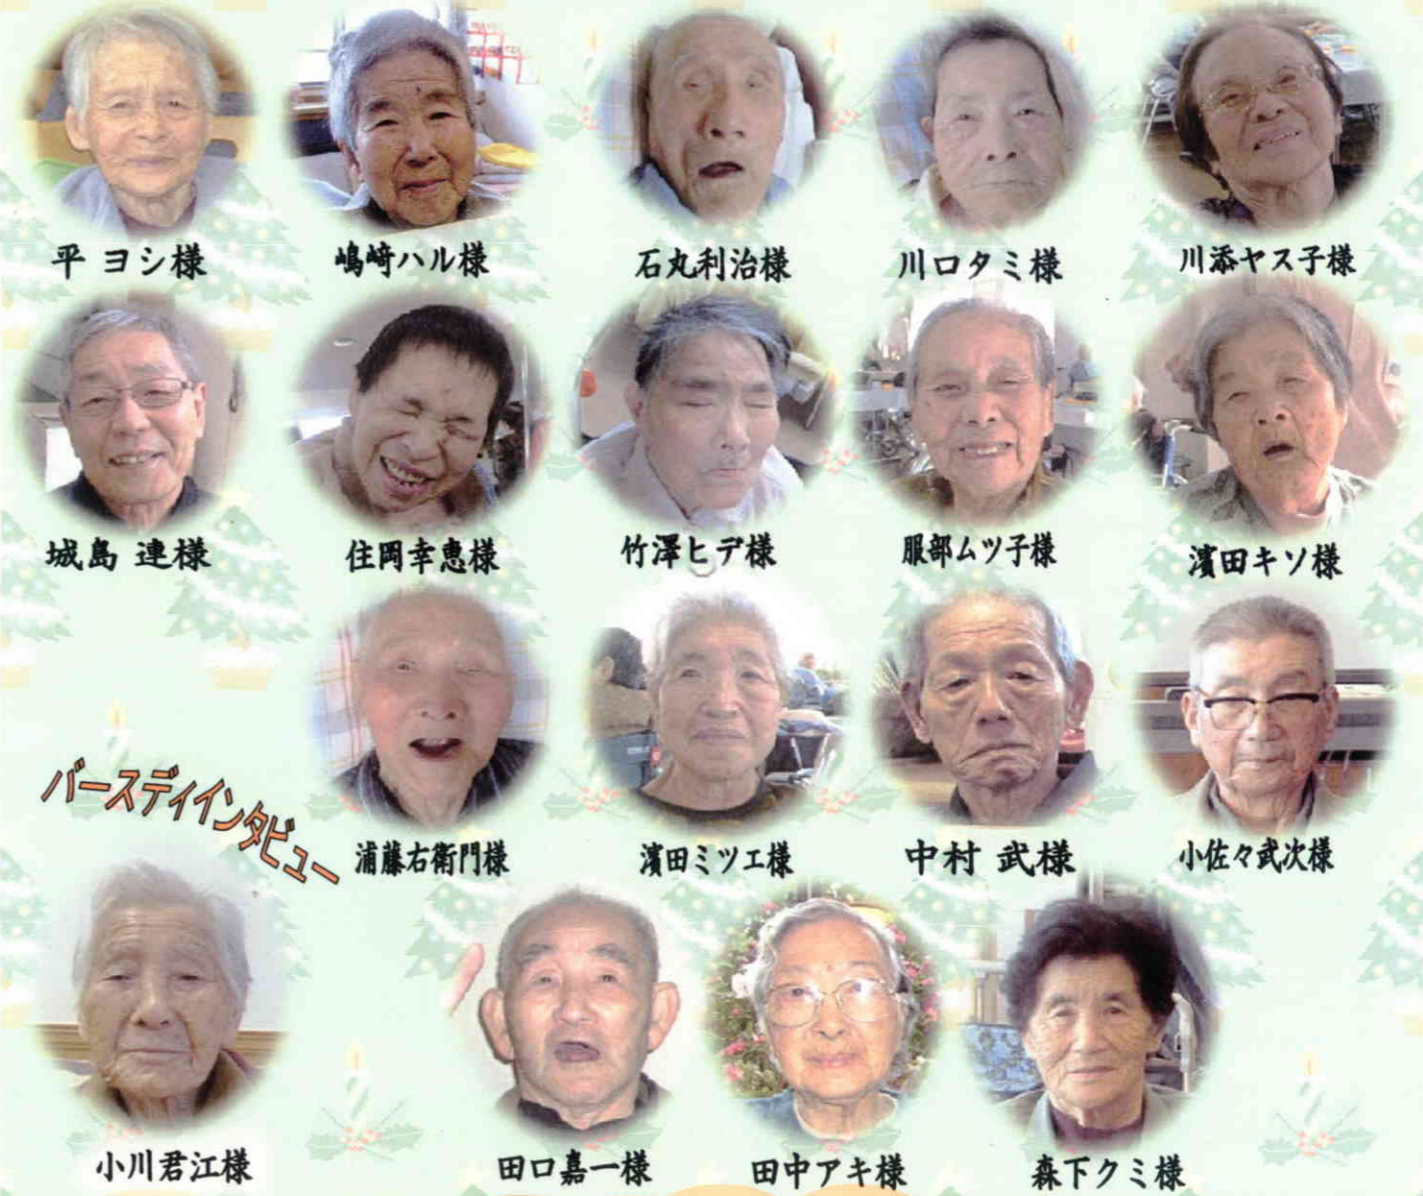 平 ヨシ様
嶋﨑ハル様
石丸利治様
川口タミ様
川添ヤス子様
城島 連様
住岡幸恵様
竹澤ヒデ様
服部ムツ子様
濱田キソ様
バースデイインタビュー
浦藤右衛門様
濱田ミツエ様
中村 武様
小佐々武次様
小川君江様
田口嘉一様
田中アキ様
森下クミ様